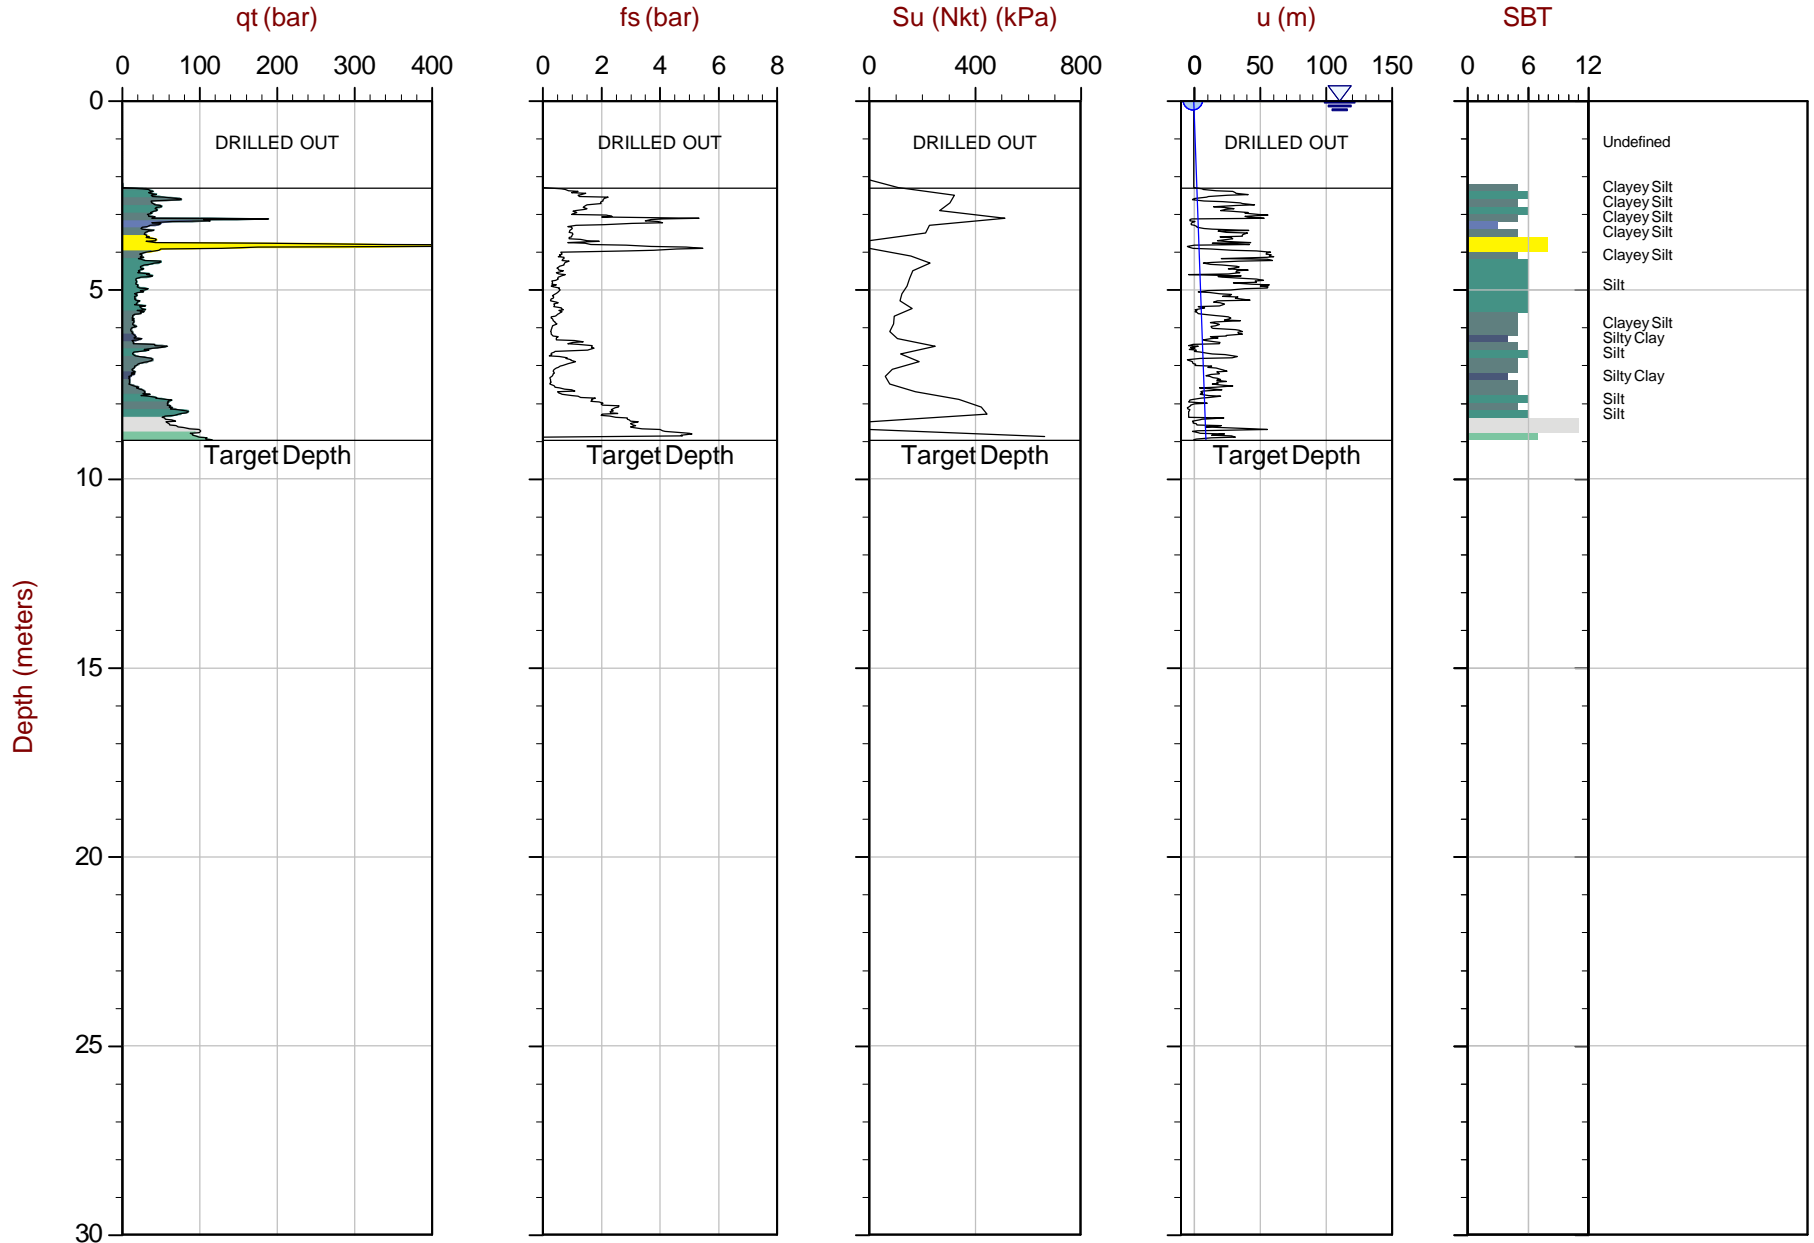 qt (bar) fs (bar) Su (Nkt) (kPa) u (m) SBT
0 100 200 300 400 0 2 4 6 8 0 400 800 0 50 100 150 0 6 12
0
DRILLED OUT DRILLED OUT DRILLED OUT DRILLED OUT Undefined
Clayey Silt
Clayey Silt
Clayey Silt
Clayey Silt
Clayey Silt
Silt
5
Clayey Silt
Silty Clay
Silt
Silty Clay
Silt
Silt
Target Depth Target Depth Target Depth Target Depth
10
15
20
25
30
Depth (meters)